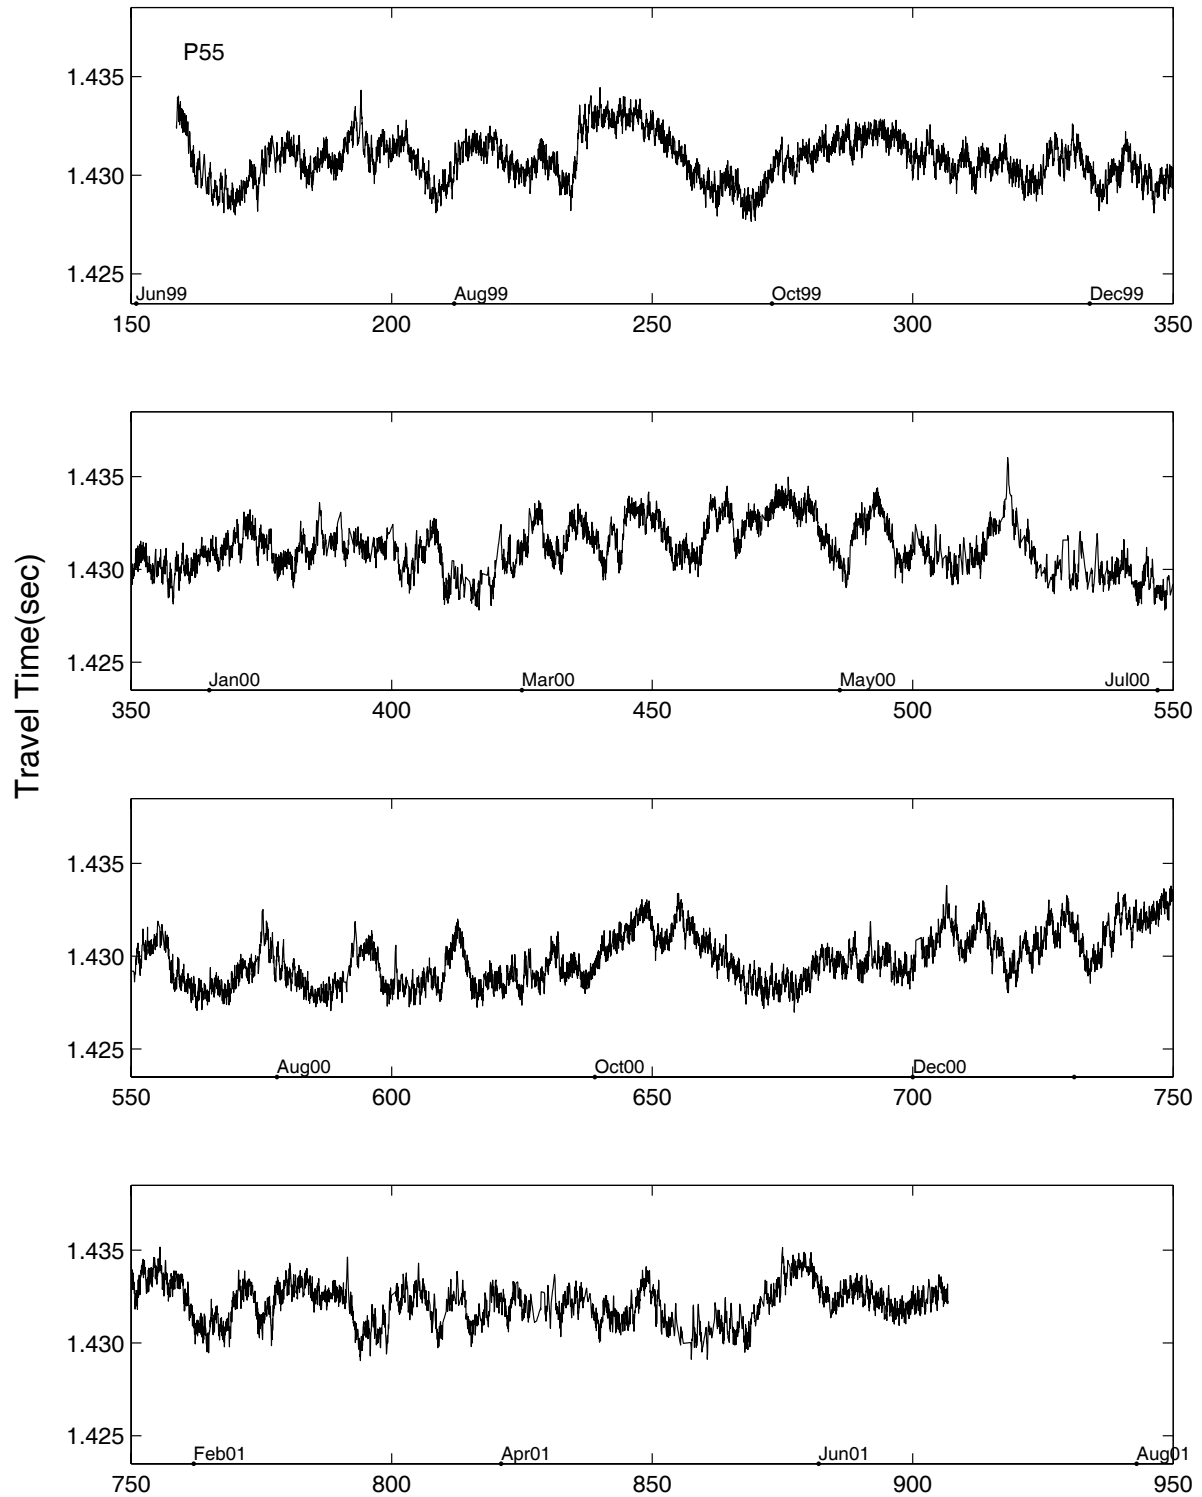 P55
1.435
1.430
1.425
Jun99 Aug99 Oct99 Dec99
150 200 250 300 350
1.435
1.430
1.425
Jan00 Mar00 May00 Jul00
350 400 450 500 550
Travel Time(sec)
1.435
1.430
1.425
Aug00 Oct00 Dec00
550 600 650 700 750
1.435
1.430
1.425
Feb01 Apr01 Jun01 Aug01
750 800 850 900 950